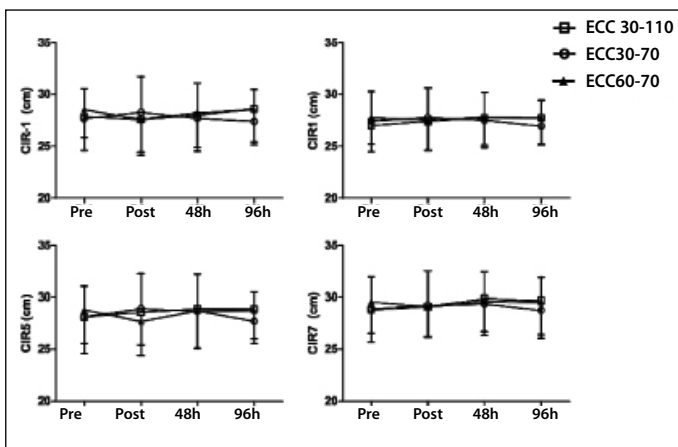 ECC 30-110
ECC30-70
ECC60-70
CIR-1 (cm)
35
30
25
20
Pre Post 48h 96h
CIR1 (cm)
35
30
25
20
Pre Post 48h 96h
CIR5 (cm)
35
30
25
20
Pre Post 48h 96h
CIR7 (cm)
35
30
25
20
Pre Post 48h 96h